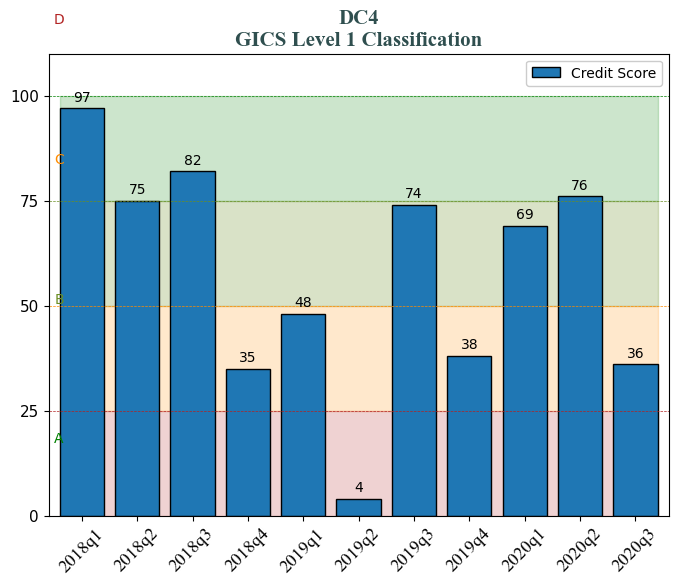 D
DC4
GICS Level 1 Classification
Credit Score
100
75
50
25
0
C
B
A
97
75
82
35
48
4
74
38
69
76
36
2018q1
2018q2
2018q3
2018q4
2019q1
2019q2
2019q3
2019q4
2020q1
2020q2
2020q3